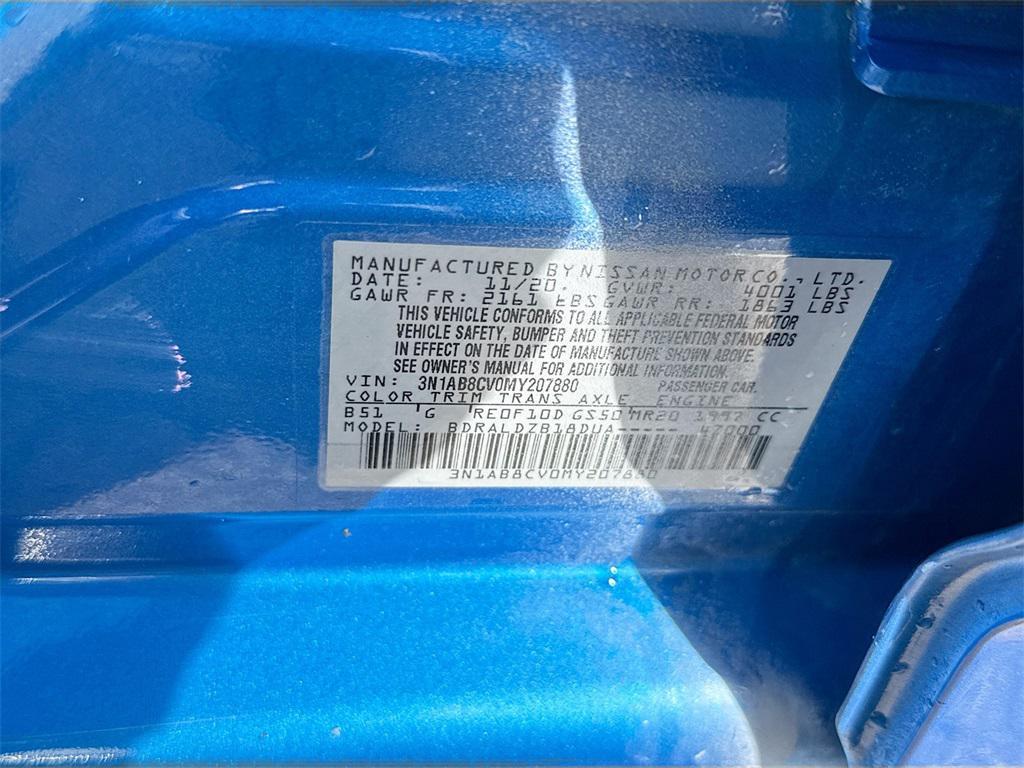 MANUFACTURED BY NISSAN MOTOR CO., LTD.
DATE: 11/20. GVWR: 4001 LBS
GAWR FR: 2161 LBS GAWR RR: 1863 LBS
THIS VEHICLE CONFORMS TO ALL APPLICABLE FEDERAL MOTOR
VEHICLE SAFETY, BUMPER AND THEFT PREVENTION STANDARDS
IN EFFECT ON THE DATE OF MANUFACTURE SHOWN ABOVE.
SEE OWNER'S MANUAL FOR ADDITIONAL INFORMATION.
VIN: 3N1AB8CV0MY207880 PASSENGER CAR.
COLOR TRIM TRANS AXLE ENGINE
B51 G RE0F10D GS50 MR20 1997 CC
MODEL: BDRALDZB18DUA----- 47000
3N1AB8CV0MY207880